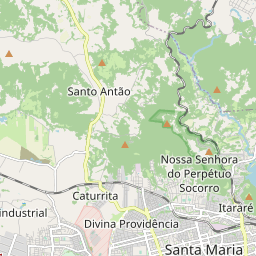 Santo Antão
Nossa Senhora
do Perpétuo
Socorro
Caturrita
Itararé
industrial
Divina Providência
Santa Maria